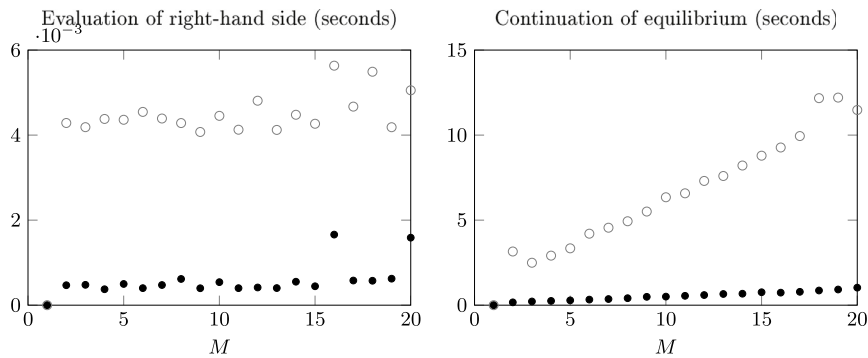 Evaluation of right-hand side (seconds)
·10⁻³
6
4
2
0
0 5 10 15 20
M
Continuation of equilibrium (seconds)
15
10
5
0
0 5 10 15 20
M